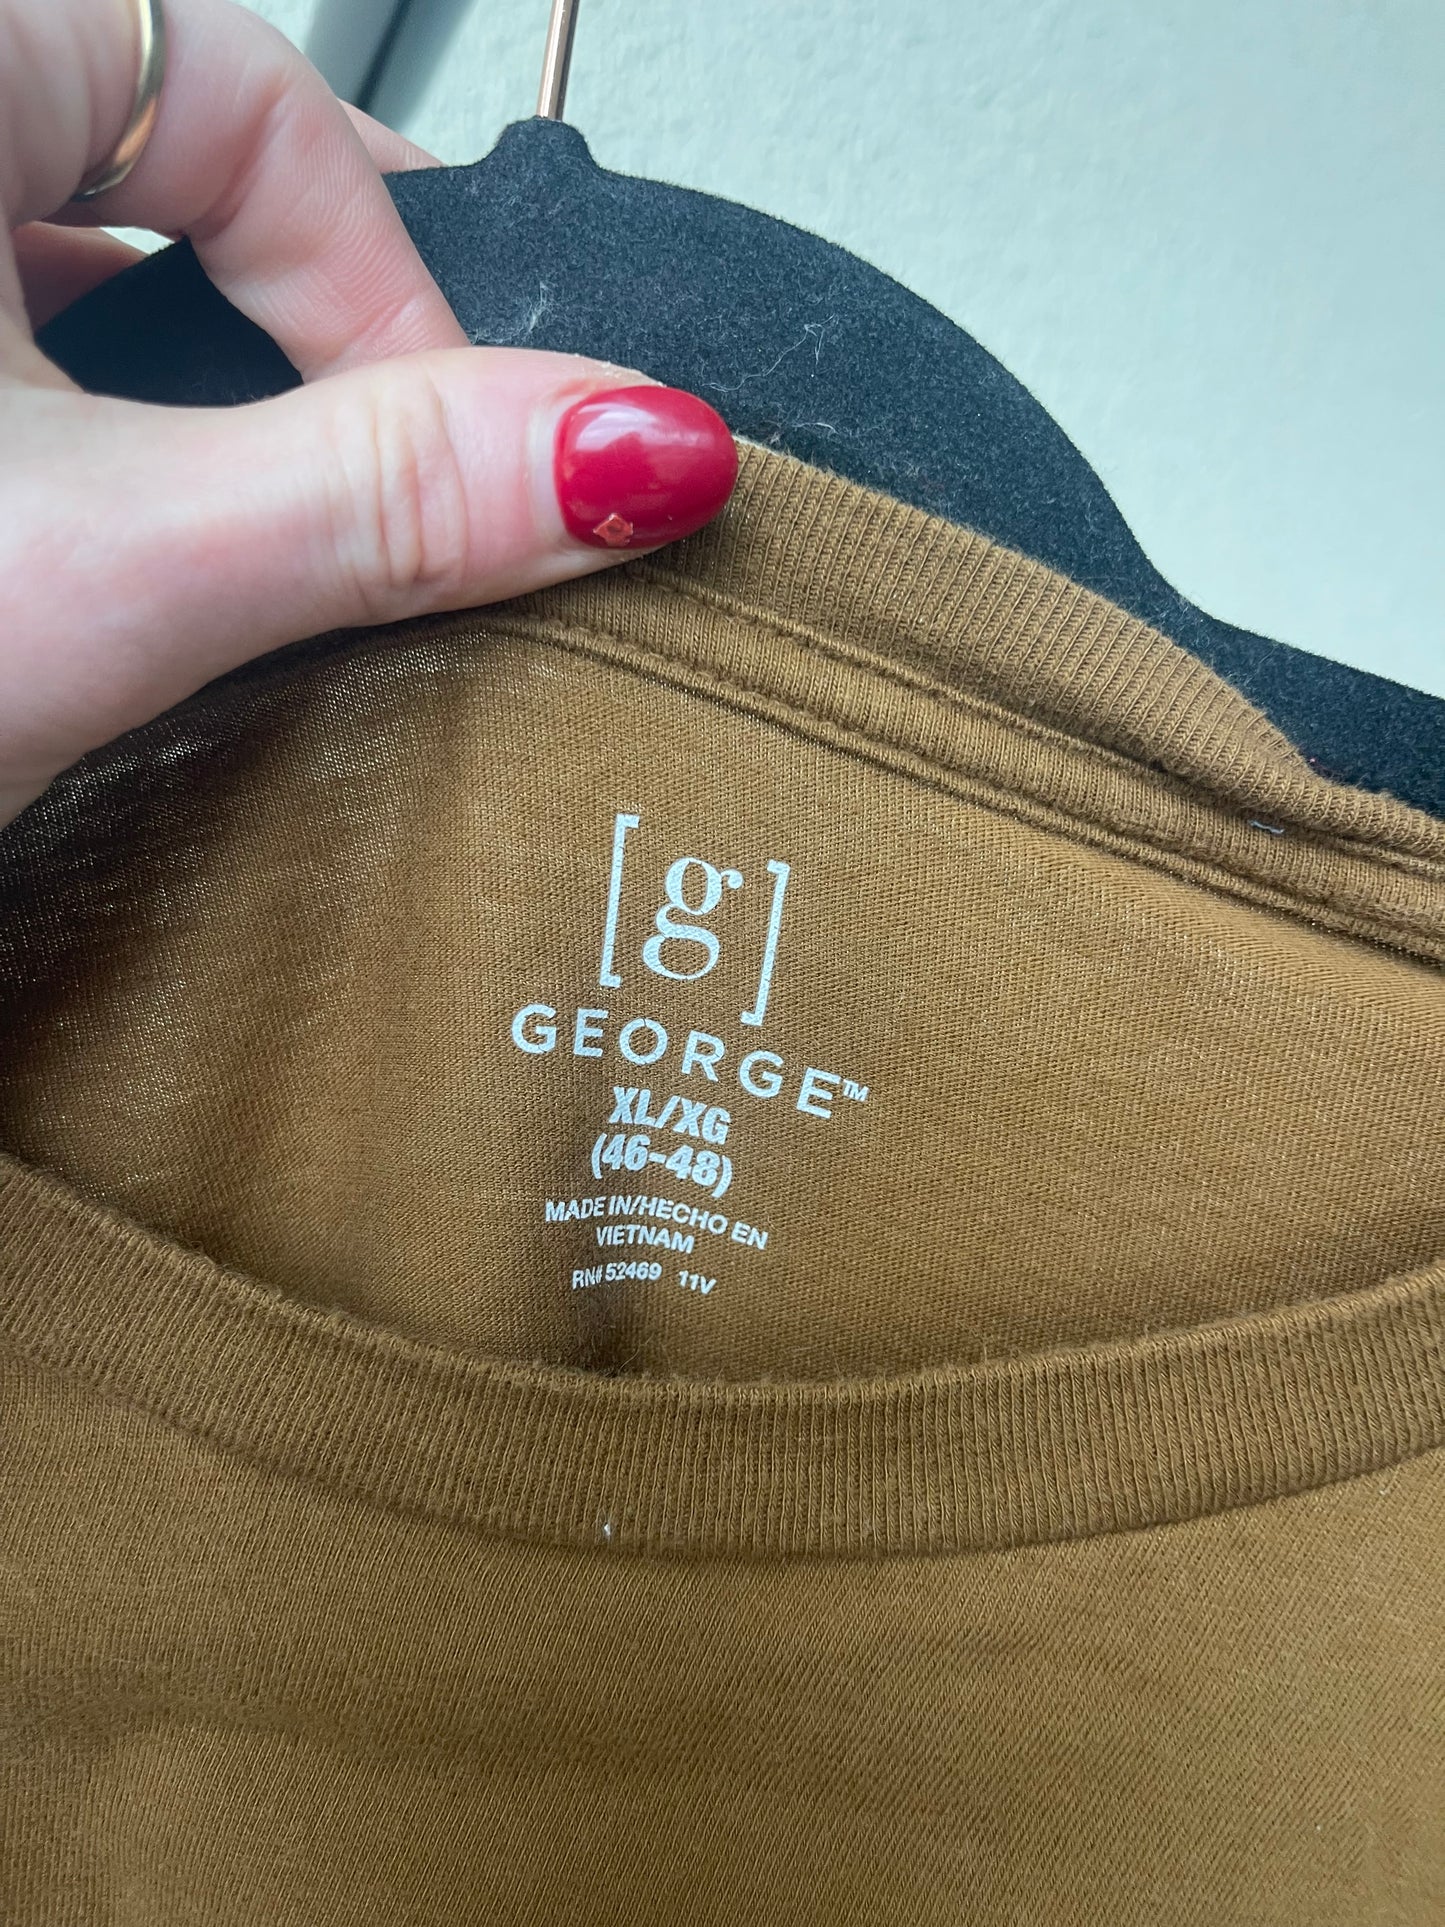 [g]
GEORGE™
XL/XG
(46-48)
MADE IN/HECHO EN
VIETNAM
RN# 52469 11V